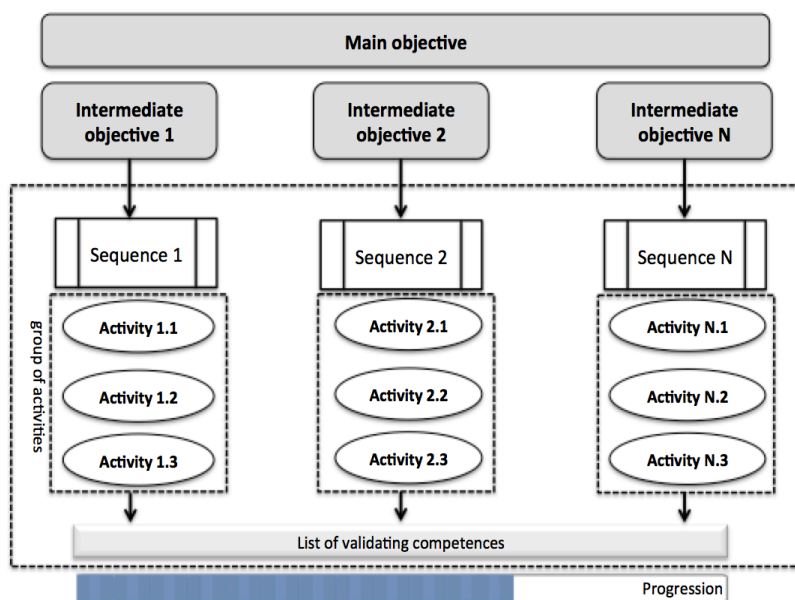 Main objective
Intermediate
objective 1
Intermediate
objective 2
Intermediate
objective N
Sequence 1
Sequence 2
Sequence N
group of activities
Activity 1.1
Activity 2.1
Activity N.1
Activity 1.2
Activity 2.2
Activity N.2
Activity 1.3
Activity 2.3
Activity N.3
List of validating competences
Progression